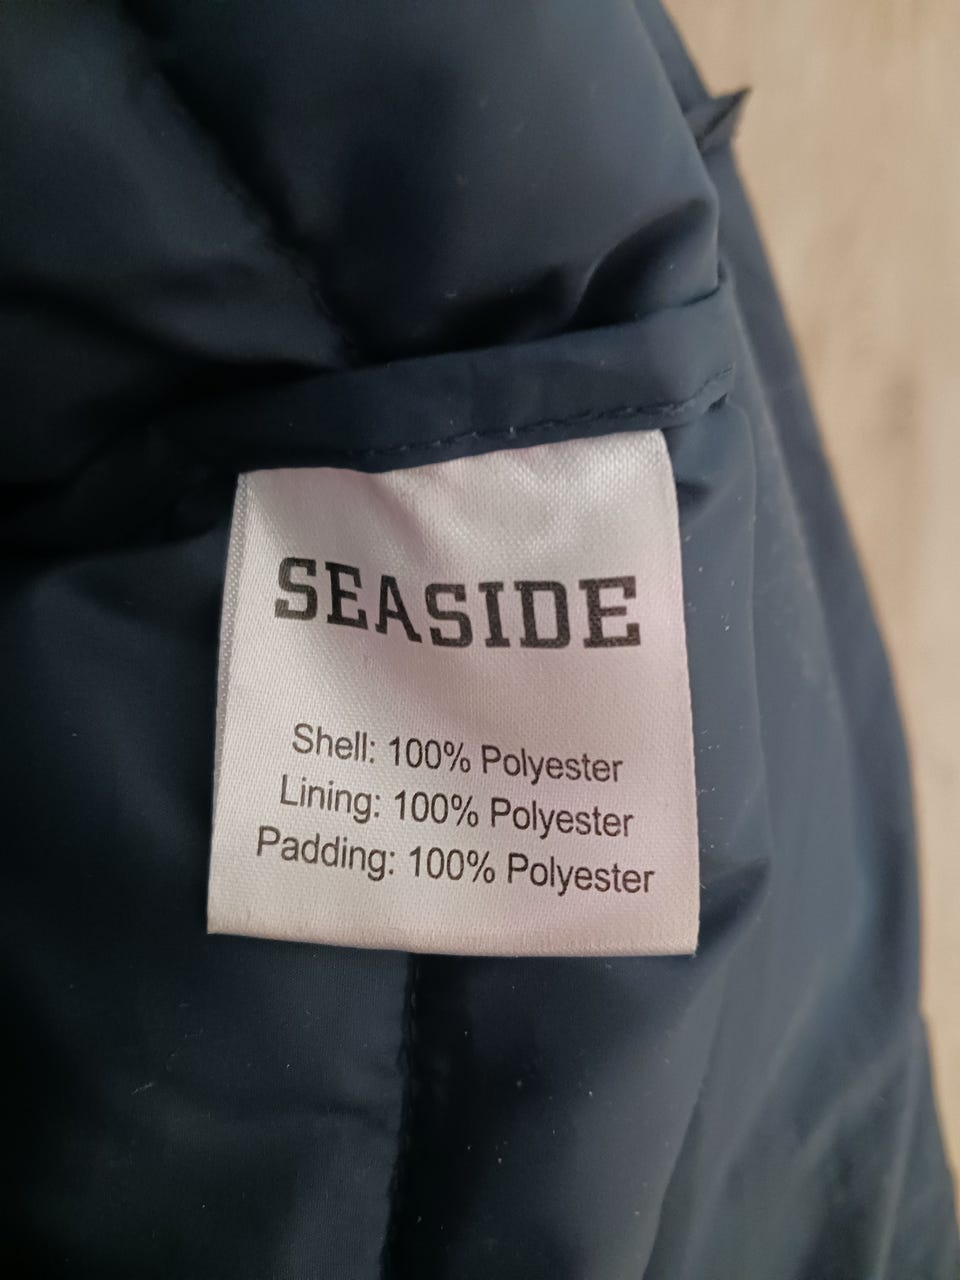 SEASIDE
Shell: 100% Polyester
Lining: 100% Polyester
Padding: 100% Polyester